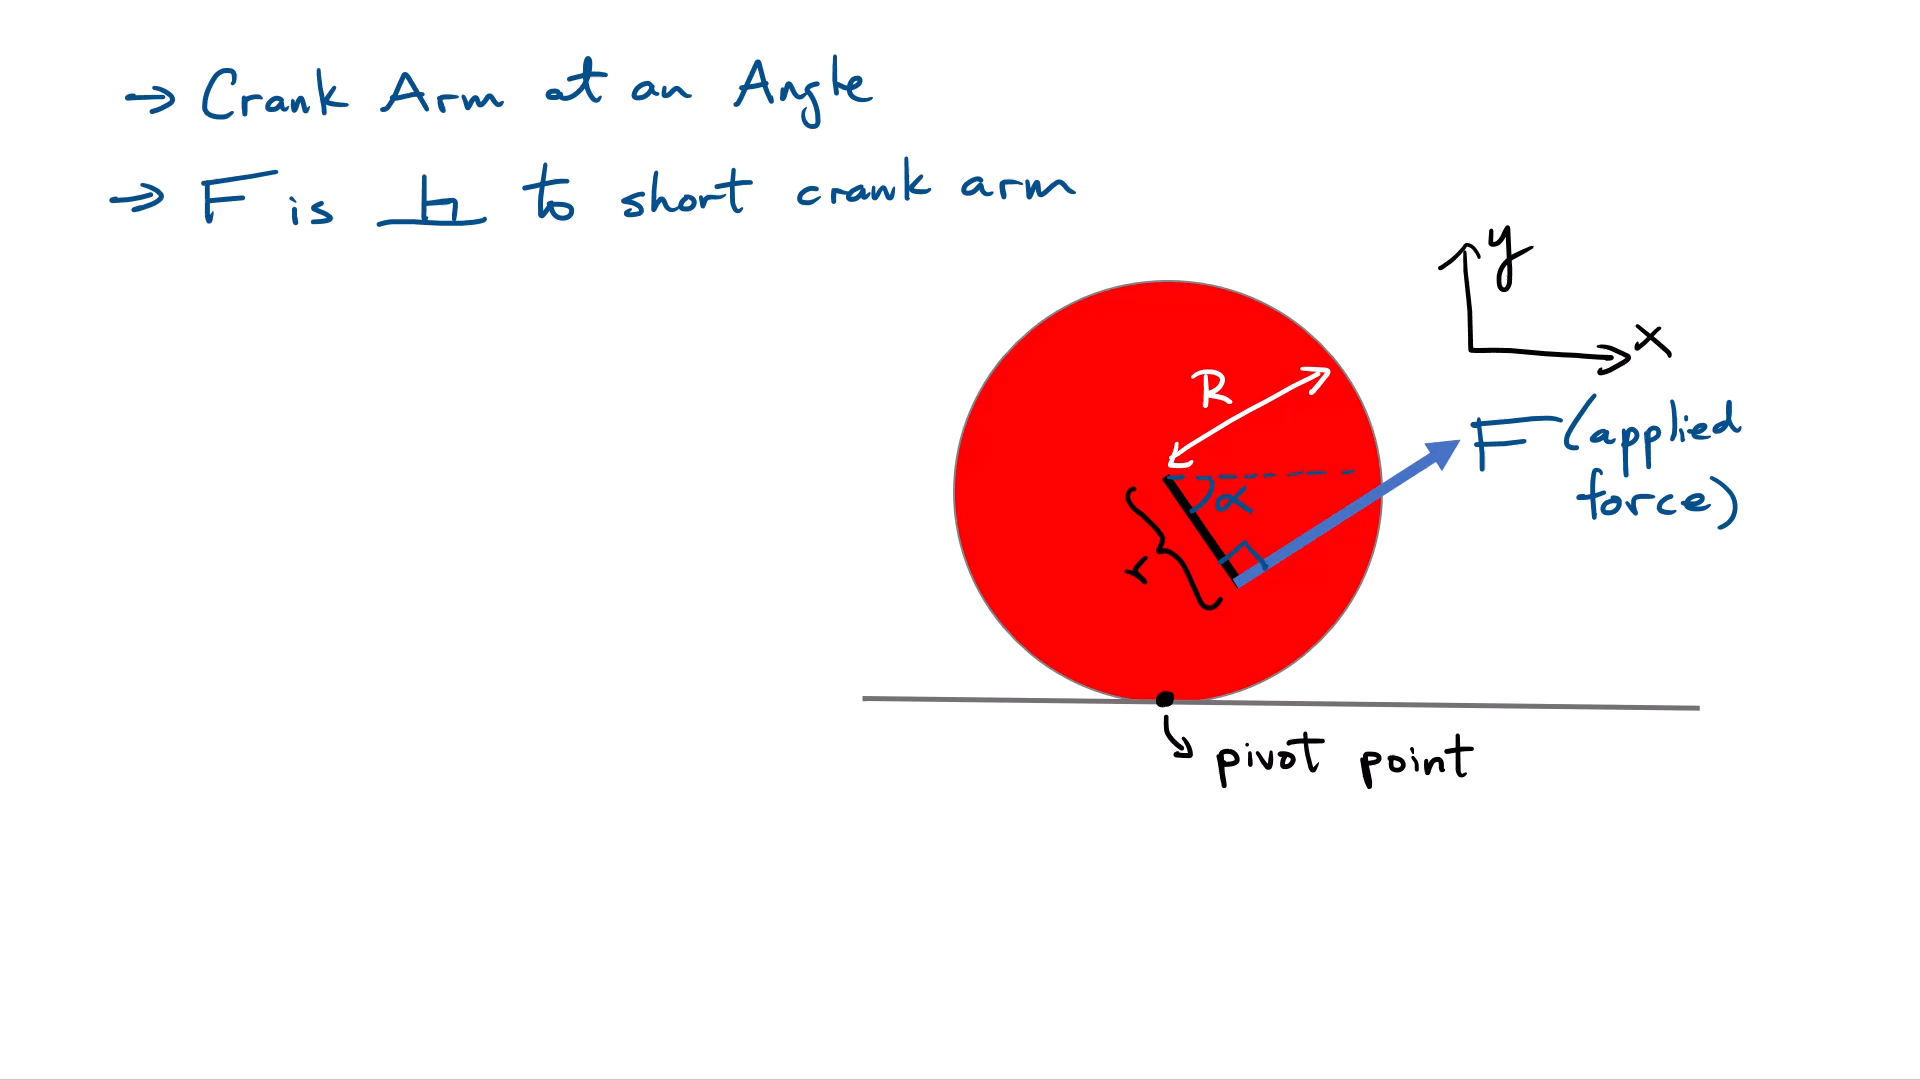 → Crank Arm at an Angle
→ F is ⊥ to short crank arm
y
x
R
F (applied
force)
α
r
pivot point